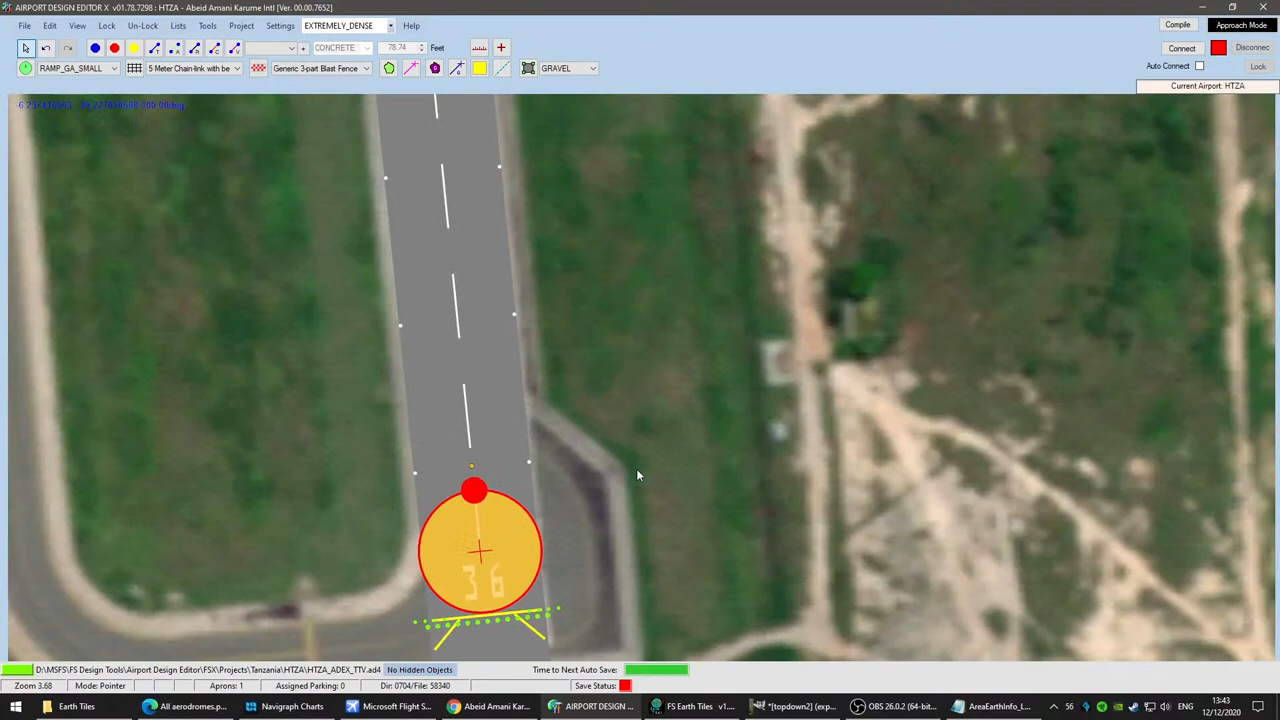 AIRPORT DESIGN EDITOR X v01.78.7298 : HTZA - Abeid Amani Karume Intl [Ver. 00.00.7652]
File Edit View Lock Un-Lock Lists Tools Project Settings EXTREMELY_DENSE Help
Compile Approach Mode
CONCRETE 78.74 Feet
Connect Disconnec
RAMP_GA_SMALL 5 Meter Chain-link with be Generic 3-part Blast Fence GRAVEL
Auto Connect Lock
Current Airport: HTZA
36
D:\MSFS\FS Design Tools\Airport Design Editor\FSX\Projects\Tanzania\HTZA\HTZA_ADEX_TTV.ad4 No Hidden Objects Time to Next Auto Save:
Zoom 3.68 Mode: Pointer Aprons: 1 Assigned Parking: 0 Dir: 0704/File: 58340 Save Status:
Earth Tiles All aerodromes.p... Navigraph Charts Microsoft Flight S... Abeid Amani Karu... AIRPORT DESIGN ... FS Earth Tiles v1.... *[topdown2] (exp... OBS 26.0.2 (64-bit... AreaEarthInfo_L... 56 ENG 13:43
12/12/2020